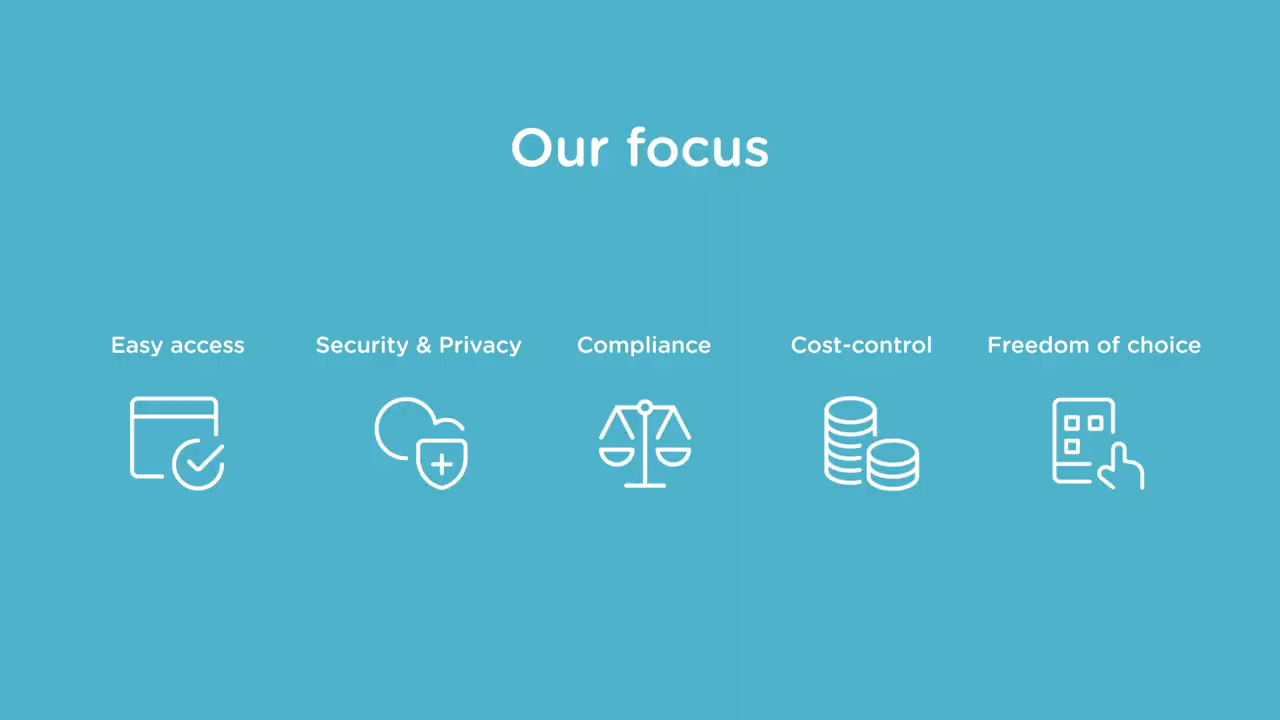 Our focus
Easy access
Security & Privacy
Compliance
Cost-control
Freedom of choice